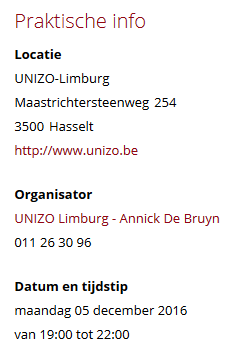 Praktische info
Locatie
UNIZO-Limburg
Maastrichtersteenweg 254
3500 Hasselt
http://www.unizo.be
Organisator
UNIZO Limburg - Annick De Bruyn
011 26 30 96
Datum en tijdstip
maandag 05 december 2016
van 19:00 tot 22:00